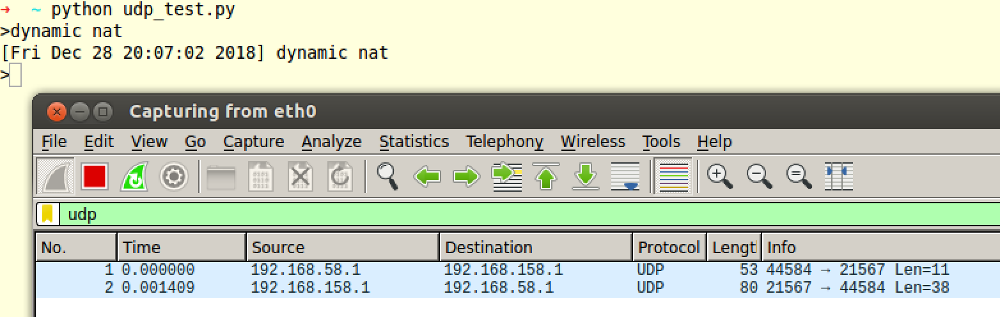 → ~ python udp_test.py
>dynamic nat
[Fri Dec 28 20:07:02 2018] dynamic nat
>
Capturing from eth0
File Edit View Go Capture Analyze Statistics Telephony Wireless Tools Help
udp
No. Time Source Destination Protocol Lengt Info
1 0.000000 192.168.58.1 192.168.158.1 UDP 53 44584 → 21567 Len=11
2 0.001409 192.168.158.1 192.168.58.1 UDP 80 21567 → 44584 Len=38